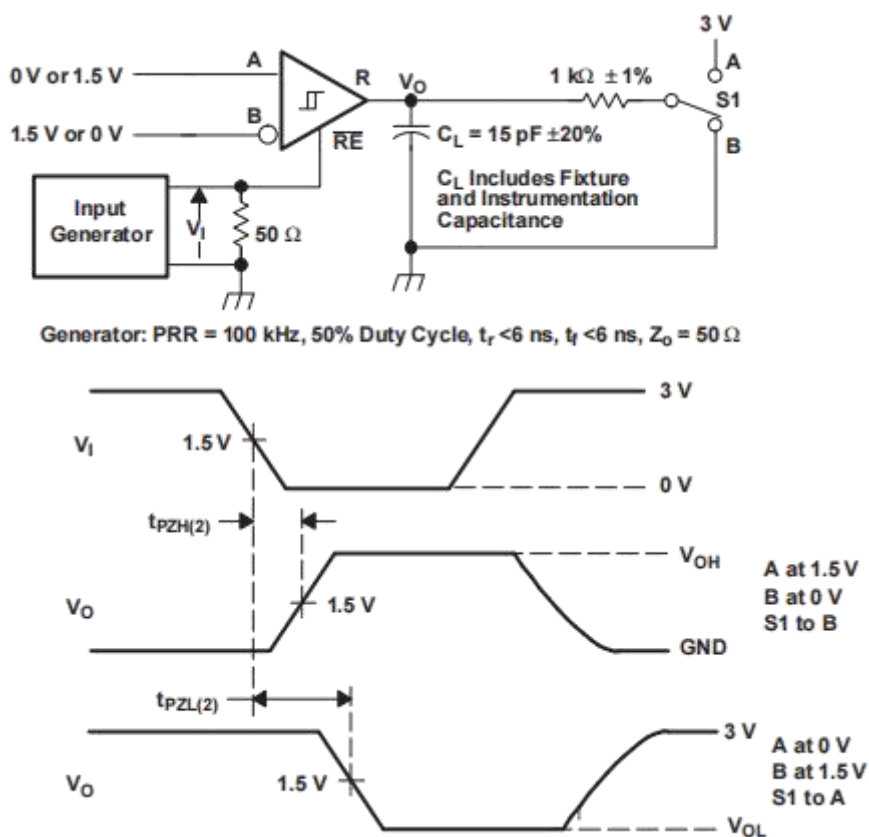 3 V
A
0 V or 1.5 V
A
R
V_O
1 kΩ ±1%
S1
B
1.5 V or 0 V
R̅E̅
C_L = 15 pF ±20%
B
Input
Generator
V_I
50 Ω
C_L Includes Fixture
and Instrumentation
Capacitance
Generator: PRR = 100 kHz, 50% Duty Cycle, t_r <6 ns, t_f <6 ns, Z_o = 50 Ω
3 V
V_I
1.5 V
0 V
t_PZH(2)
V_OH
A at 1.5 V
B at 0 V
S1 to B
V_O
1.5 V
GND
t_PZL(2)
3 V
A at 0 V
B at 1.5 V
S1 to A
V_O
1.5 V
V_OL